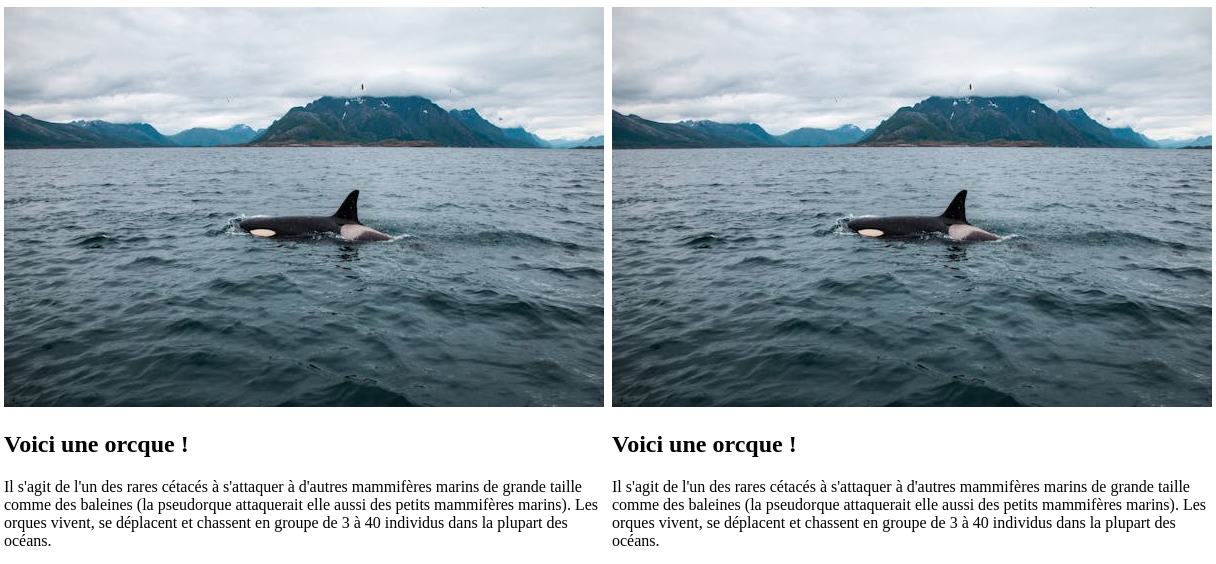 Voici une orcque !
Il s'agit de l'un des rares cétacés à s'attaquer à d'autres mammifères marins de grande taille
comme des baleines (la pseudorque attaquerait elle aussi des petits mammifères marins). Les
orques vivent, se déplacent et chassent en groupe de 3 à 40 individus dans la plupart des
océans.
Voici une orcque !
Il s'agit de l'un des rares cétacés à s'attaquer à d'autres mammifères marins de grande taille
comme des baleines (la pseudorque attaquerait elle aussi des petits mammifères marins). Les
orques vivent, se déplacent et chassent en groupe de 3 à 40 individus dans la plupart des
océans.